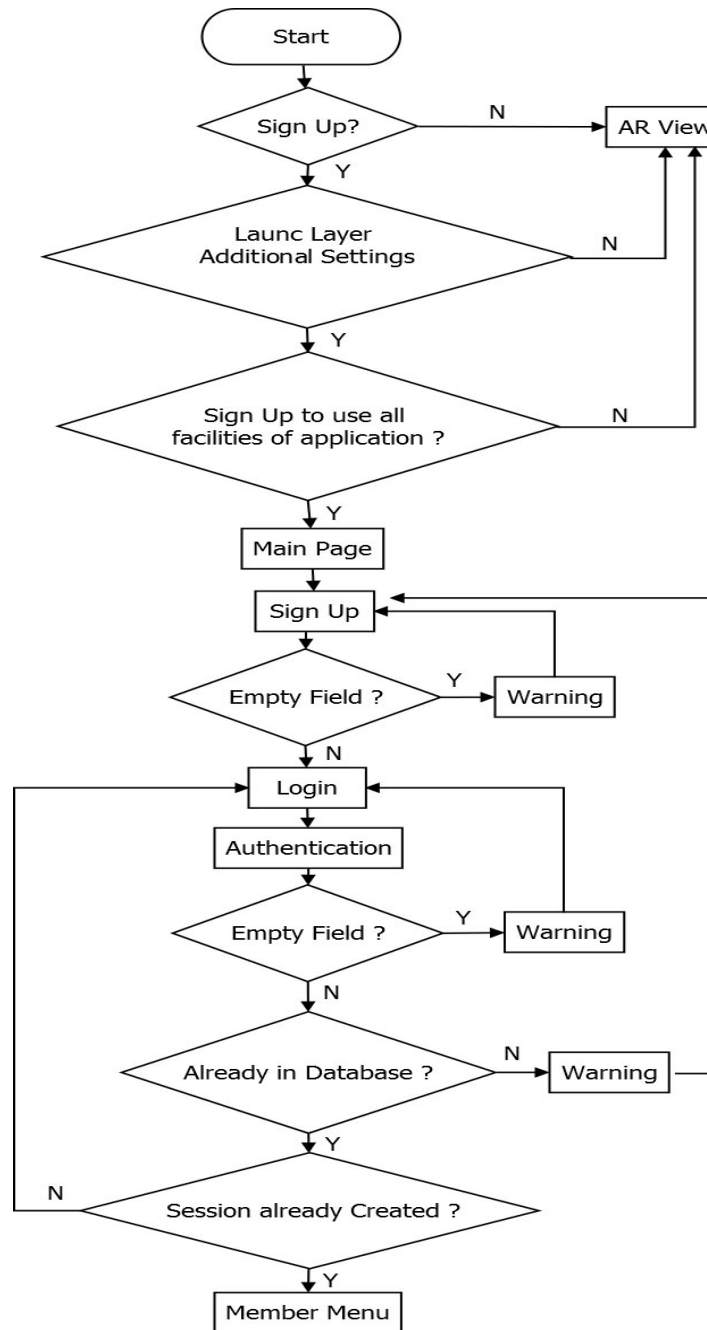 Start
Sign Up?
N
AR View
Y
Launc Layer
Additional Settings
N
Y
Sign Up to use all
facilities of application ?
N
Y
Main Page
Sign Up
Empty Field ?
Y
Warning
N
Login
Authentication
Empty Field ?
Y
Warning
N
Already in Database ?
N
Warning
Y
N
Session already Created ?
Y
Member Menu